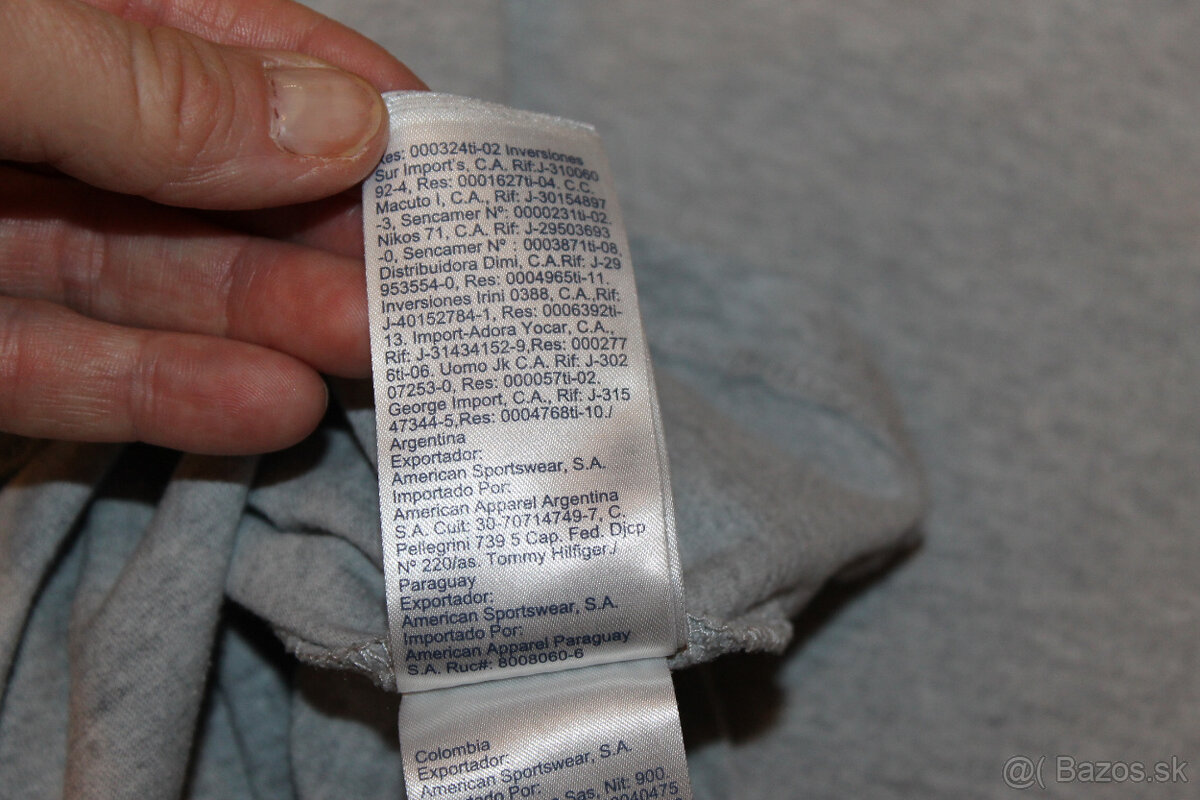 Res: 000324ti-02 Inversiones
Sur Import's, C.A. Rif:J-310060
92-4, Res: 0001627ti-04, C.C.
Macuto I, C.A., Rif: J-30154897
-3, Sencamer Nº: 0000231ti-02.
Nikos 71, C.A. Rif: J-29503693
-0, Sencamer Nº : 0003871ti-08,
Distribuidora Dimi, C.A.Rif: J-29
953554-0, Res: 0004965ti-11.
Inversiones Irini 0388, C.A.,Rif:
J-40152784-1, Res: 0006392ti-
13. Import-Adora Yocar, C.A.,
Rif: J-31434152-9,Res: 000277
6ti-06. Uomo Jk C.A. Rif: J-302
07253-0, Res: 000057ti-02.
George Import, C.A., Rif: J-315
47344-5,Res: 0004768ti-10./
Argentina
Exportador:
American Sportswear, S.A.
Importado Por:
American Apparel Argentina
S.A. Cuit: 30-70714749-7, C.
Pellegrini 739 5 Cap. Fed. Djcp
Nº 220/as. Tommy Hilfiger./
Paraguay
Exportador:
American Sportswear, S.A.
Importado Por:
American Apparel Paraguay
S.A. Ruc#: 8008060-6
Colombia
Exportador:
American Sportswear, S.A.
Por:
Sas, Nit: 900.
@( Bazos.sk